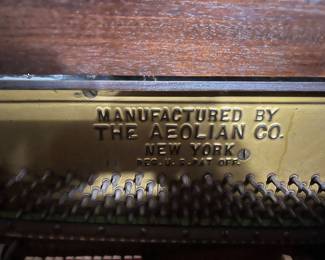 MANUFACTURED BY
THE AEOLIAN CO.
NEW YORK
REG. U. S. PAT. OFF.